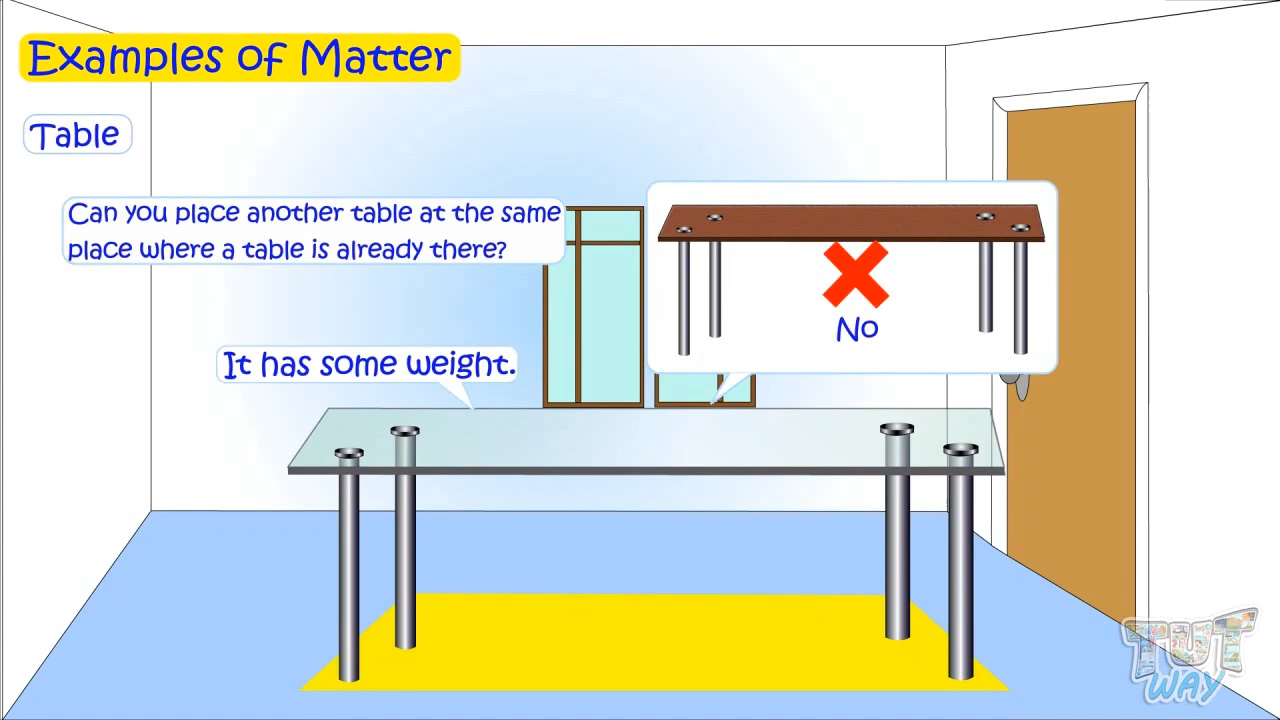 Examples of Matter
Table
Can you place another table at the same
place where a table is already there?
No
It has some weight.
TUT
WAY